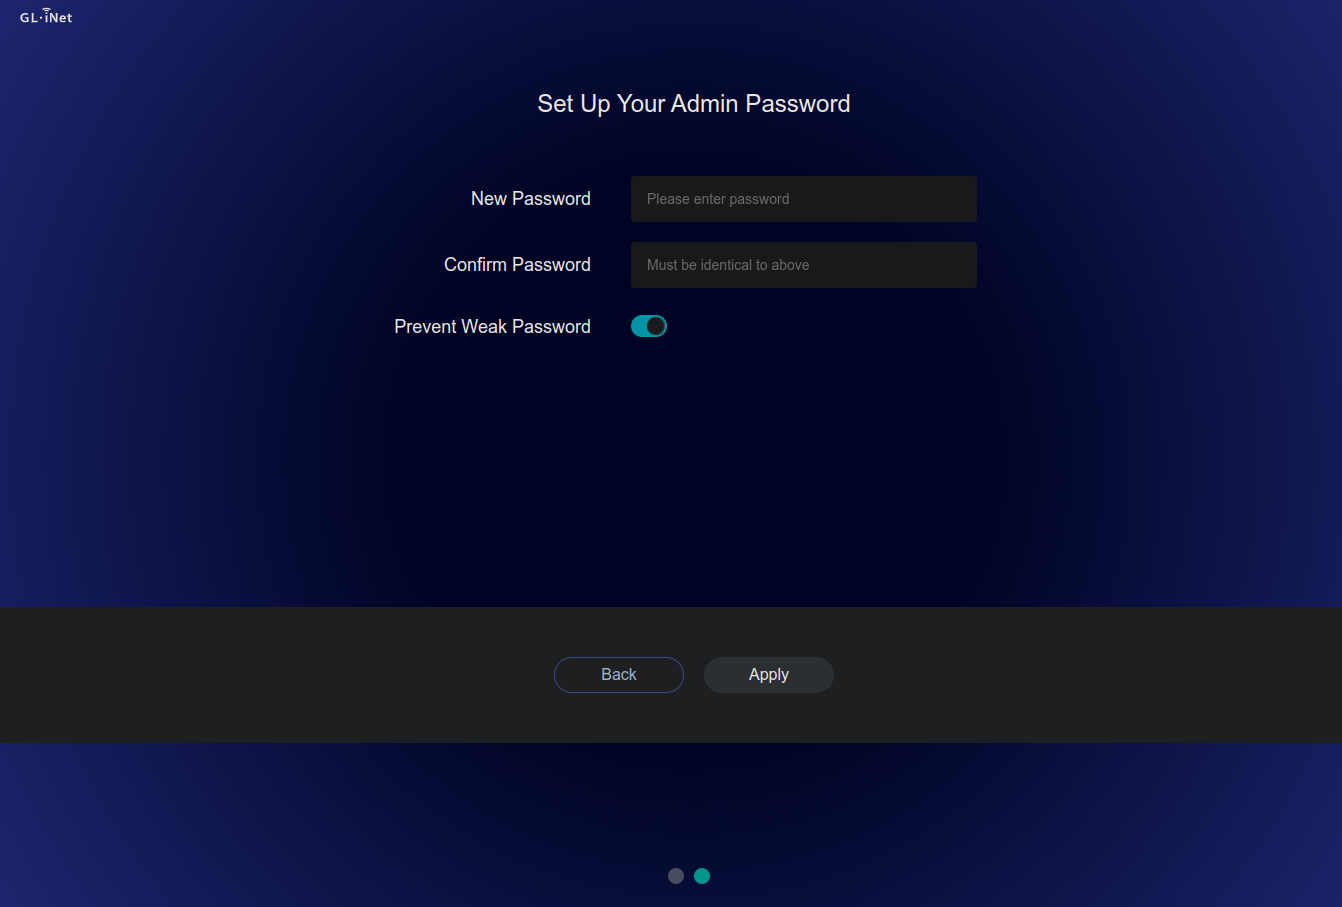 GL·iNet
Set Up Your Admin Password
New Password
Please enter password
Confirm Password
Must be identical to above
Prevent Weak Password
Back
Apply